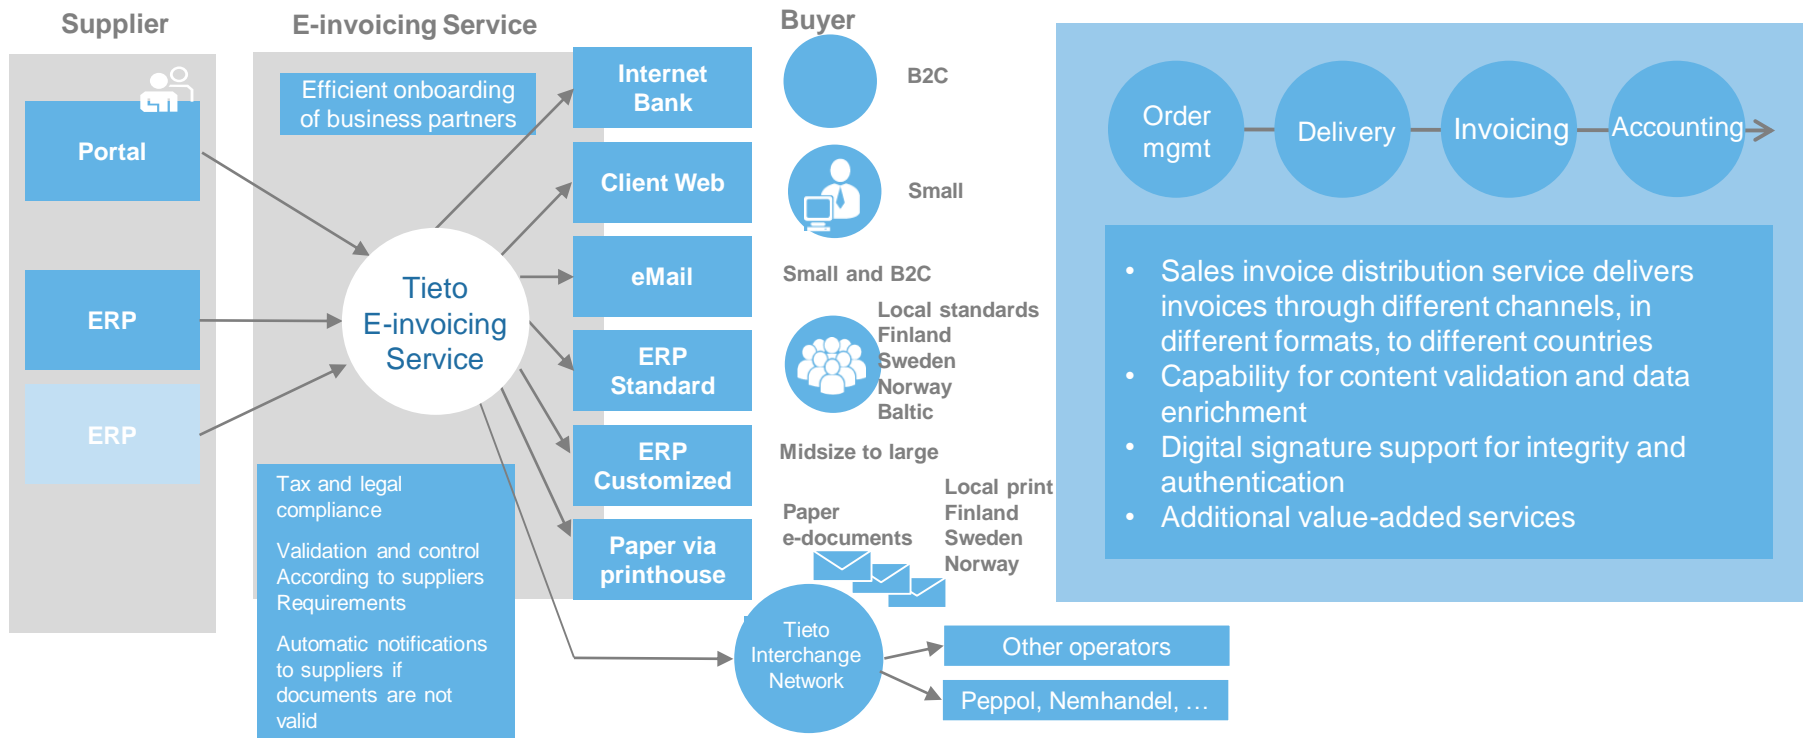 Supplier
E-invoicing Service
Buyer
Portal
ERP
ERP
Efficient onboarding
of business partners
Tieto
E-invoicing
Service
Tax and legal
compliance
Validation and control
According to suppliers
Requirements
Automatic notifications
to suppliers if
documents are not
valid
Internet
Bank
Client Web
eMail
ERP
Standard
ERP
Customized
Paper via
printhouse
B2C
Small
Small and B2C
Local standards
Finland
Sweden
Norway
Baltic
Midsize to large
Paper
e-documents
Local print
Finland
Sweden
Norway
Tieto
Interchange
Network
Other operators
Peppol, Nemhandel, …
Order
mgmt
Delivery
Invoicing
Accounting
• Sales invoice distribution service delivers
invoices through different channels, in
different formats, to different countries
• Capability for content validation and data
enrichment
• Digital signature support for integrity and
authentication
• Additional value-added services